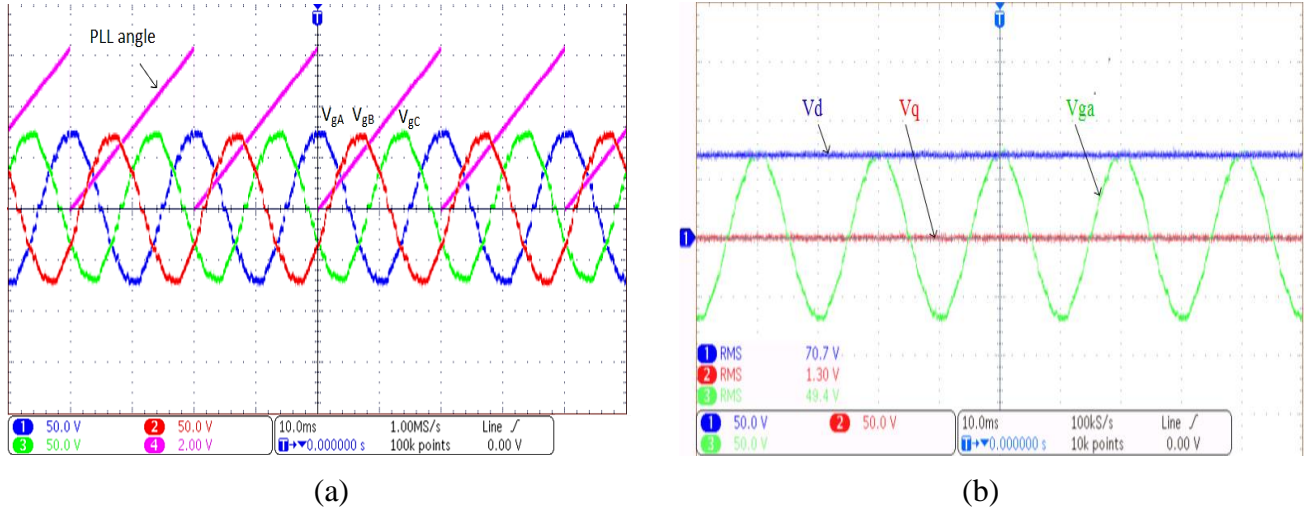 T
PLL angle
VgA VgB VgC
1 50.0 V 2 50.0 V
3 50.0 V 4 2.00 V
10.0ms 1.00MS/s Line
T 0.000000 s 100k points 0.00 V
(a)
T
Vd Vq Vga
1
1 RMS 70.7 V
2 RMS 1.30 V
3 RMS 49.4 V
1 50.0 V 2 50.0 V
3 50.0 V
10.0ms 100kS/s Line
T 0.000000 s 10k points 0.00 V
(b)